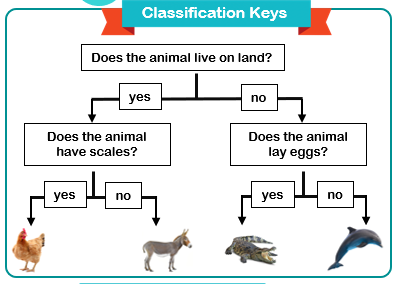 Classification Keys
Does the animal live on land?
yes
no
Does the animal
have scales?
Does the animal
lay eggs?
yes
no
yes
no